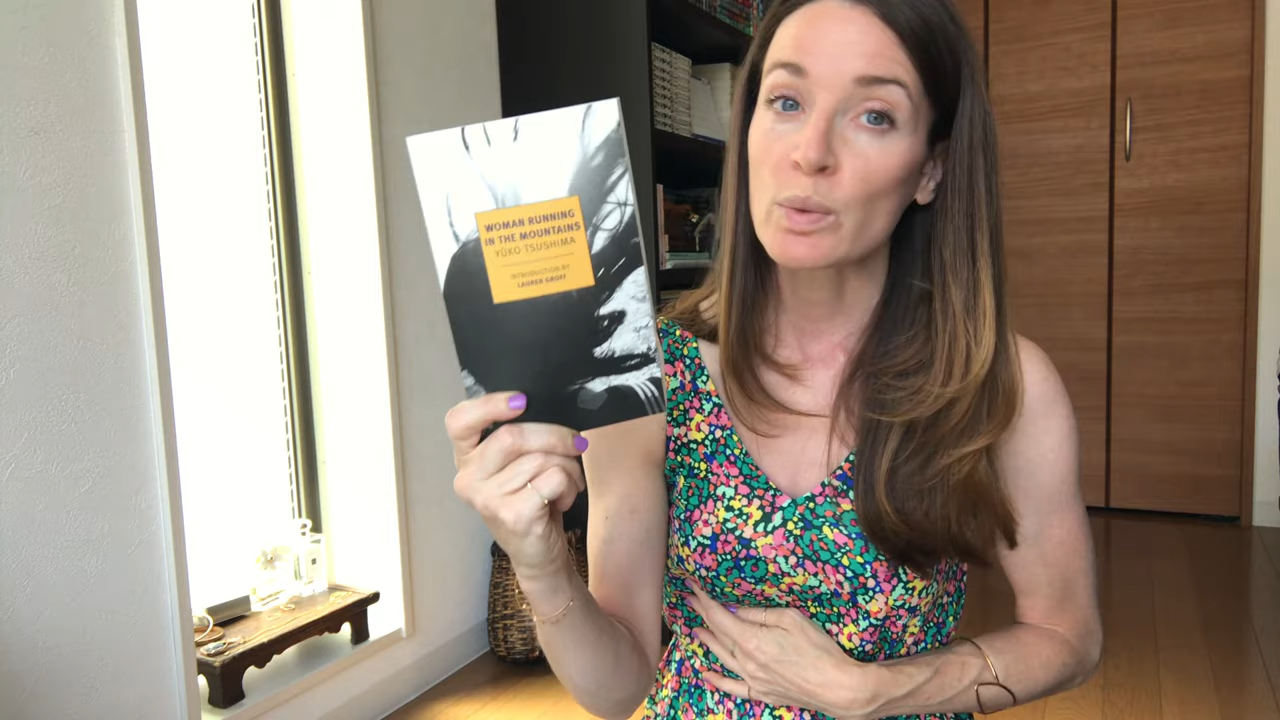 WOMAN RUNNING
IN THE MOUNTAINS
YŪKO TSUSHIMA
INTRODUCTION BY
LAUREN GROFF